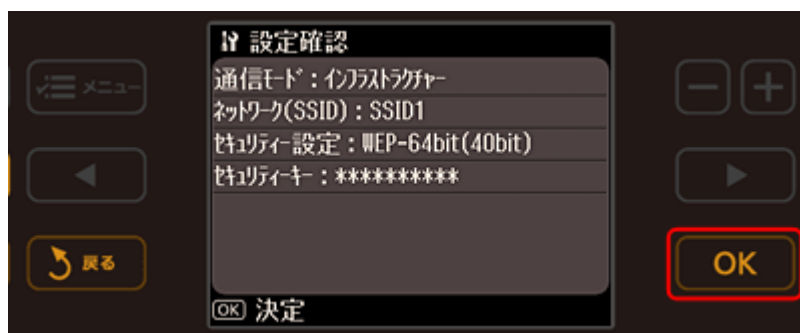 設定確認
通信ﾓｰﾄﾞ：ｲﾝﾌﾗｽﾄﾗｸﾁｬｰ
ﾈｯﾄﾜｰｸ(SSID)：SSID1
ｾｷｭﾘﾃｨｰ設定：WEP-64bit(40bit)
ｾｷｭﾘﾃｨｰｷｰ：**********
OK 決定
メニュー
戻る
OK